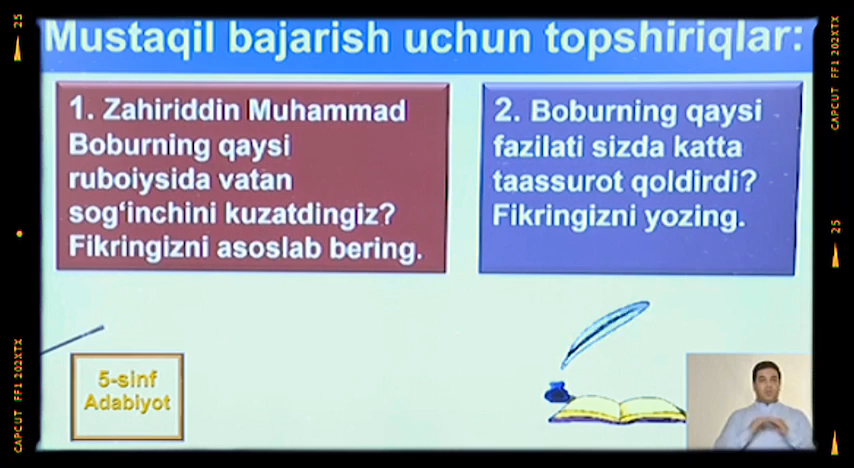 Mustaqil bajarish uchun topshiriqlar:
1. Zahiriddin Muhammad
Boburning qaysi
ruboiysida vatan
sog‘inchini kuzatdingiz?
Fikringizni asoslab bering.
2. Boburning qaysi
fazilati sizda katta
taassurot qoldirdi?
Fikringizni yozing.
5-sinf
Adabiyot
25
CAPCUT FF1 202XTX
CAPCUT FF1 202XTX
25